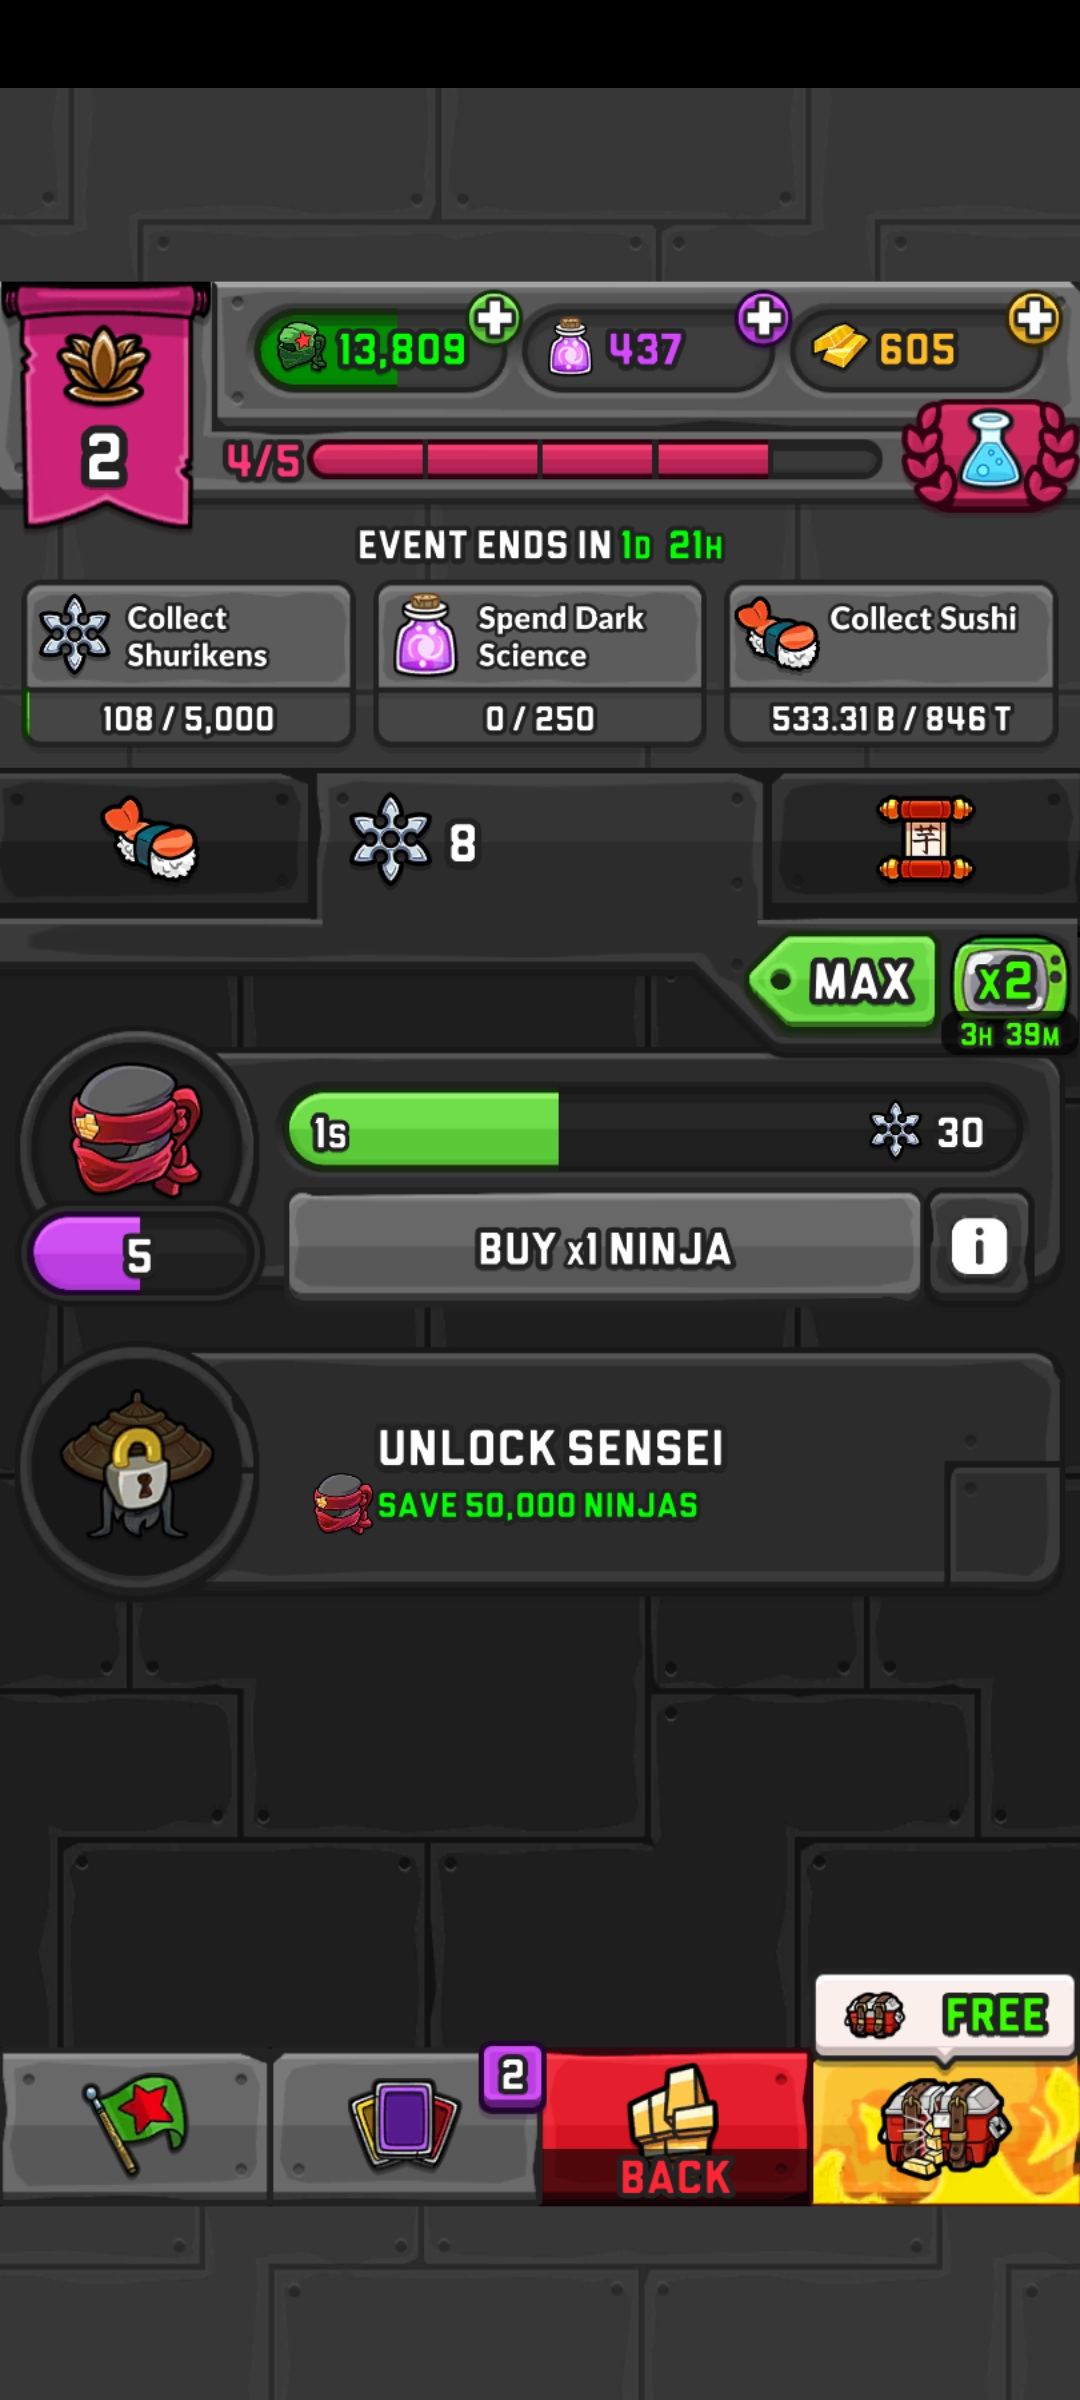 13,809
437
605
2
4/5
EVENT ENDS IN 1D 21H
Collect
Shurikens
108 / 5,000
Spend Dark
Science
0 / 250
Collect Sushi
533.31 B / 846 T
8
芋
MAX
x2
3H 39M
1s
30
5
BUY x1 NINJA
i
UNLOCK SENSEI
SAVE 50,000 NINJAS
FREE
2
BACK